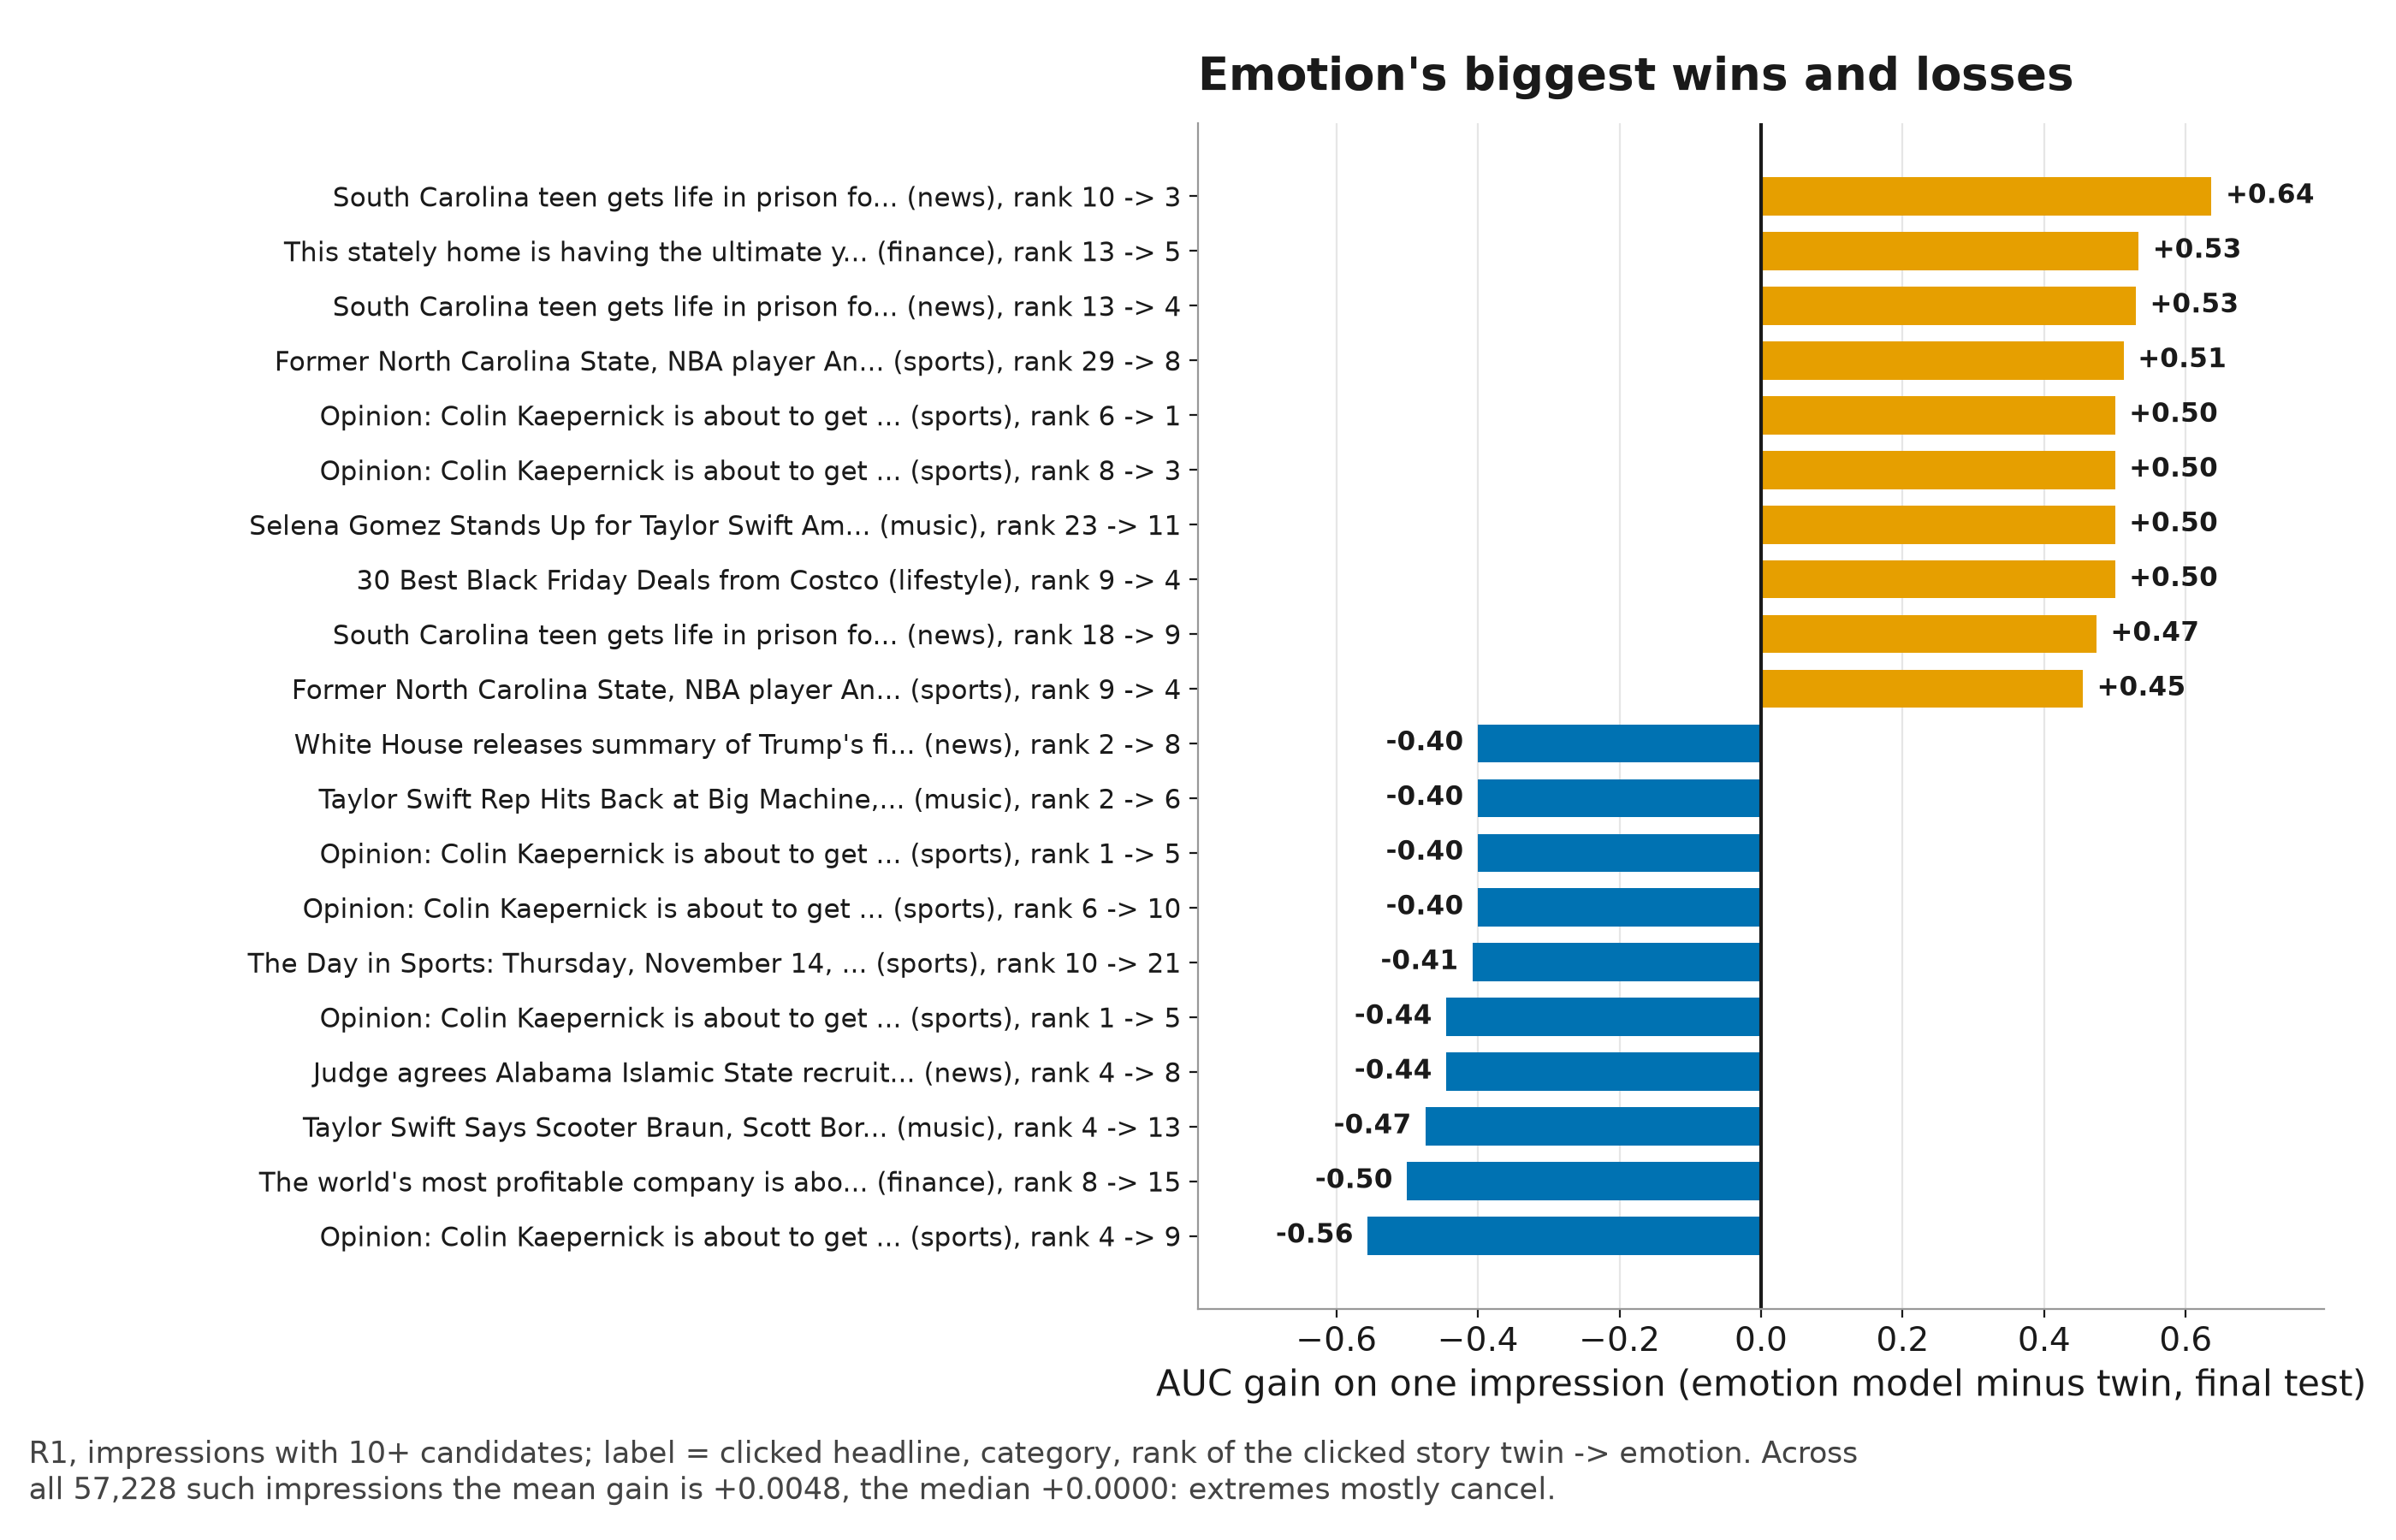 Emotion's biggest wins and losses
South Carolina teen gets life in prison fo... (news), rank 10 -> 3
+0.64
This stately home is having the ultimate y... (finance), rank 13 -> 5
+0.53
South Carolina teen gets life in prison fo... (news), rank 13 -> 4
+0.53
Former North Carolina State, NBA player An... (sports), rank 29 -> 8
+0.51
Opinion: Colin Kaepernick is about to get ... (sports), rank 6 -> 1
+0.50
Opinion: Colin Kaepernick is about to get ... (sports), rank 8 -> 3
+0.50
Selena Gomez Stands Up for Taylor Swift Am... (music), rank 23 -> 11
+0.50
30 Best Black Friday Deals from Costco (lifestyle), rank 9 -> 4
+0.50
South Carolina teen gets life in prison fo... (news), rank 18 -> 9
+0.47
Former North Carolina State, NBA player An... (sports), rank 9 -> 4
+0.45
White House releases summary of Trump's fi... (news), rank 2 -> 8
-0.40
Taylor Swift Rep Hits Back at Big Machine,... (music), rank 2 -> 6
-0.40
Opinion: Colin Kaepernick is about to get ... (sports), rank 1 -> 5
-0.40
Opinion: Colin Kaepernick is about to get ... (sports), rank 6 -> 10
-0.40
The Day in Sports: Thursday, November 14, ... (sports), rank 10 -> 21
-0.41
Opinion: Colin Kaepernick is about to get ... (sports), rank 1 -> 5
-0.44
Judge agrees Alabama Islamic State recruit... (news), rank 4 -> 8
-0.44
Taylor Swift Says Scooter Braun, Scott Bor... (music), rank 4 -> 13
-0.47
The world's most profitable company is abo... (finance), rank 8 -> 15
-0.50
Opinion: Colin Kaepernick is about to get ... (sports), rank 4 -> 9
-0.56
−0.6 −0.4 −0.2 0.0 0.2 0.4 0.6
AUC gain on one impression (emotion model minus twin, final test)
R1, impressions with 10+ candidates; label = clicked headline, category, rank of the clicked story twin -> emotion. Across
all 57,228 such impressions the mean gain is +0.0048, the median +0.0000: extremes mostly cancel.